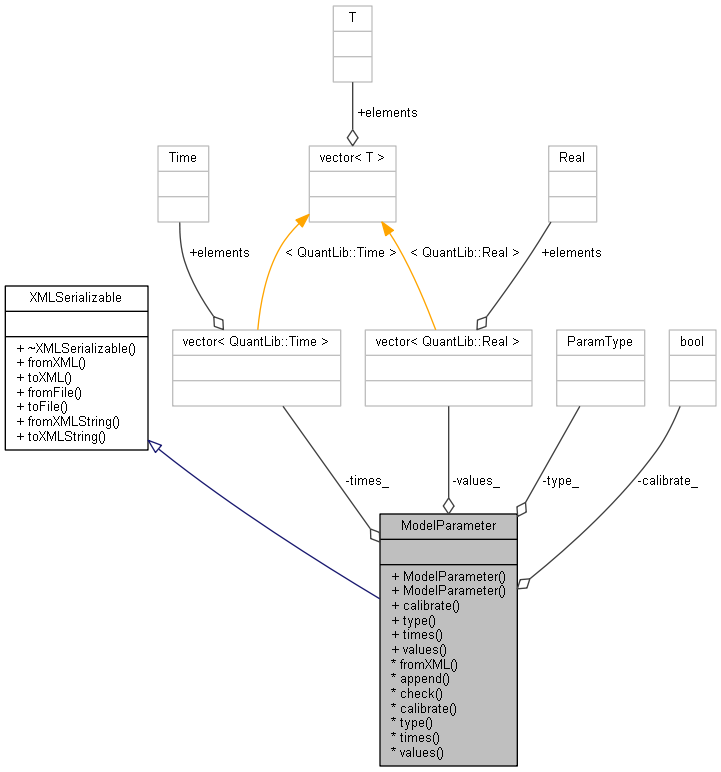 T
+elements
Time
vector< T >
Real
+elements
< QuantLib::Time >
< QuantLib::Real >
+elements
XMLSerializable
+ ~XMLSerializable()
+ fromXML()
+ toXML()
+ fromFile()
+ toFile()
+ fromXMLString()
+ toXMLString()
vector< QuantLib::Time >
vector< QuantLib::Real >
ParamType
bool
-times_
-values_
-type_
-calibrate_
ModelParameter
+ ModelParameter()
+ ModelParameter()
+ calibrate()
+ type()
+ times()
+ values()
* fromXML()
* append()
* check()
* calibrate()
* type()
* times()
* values()